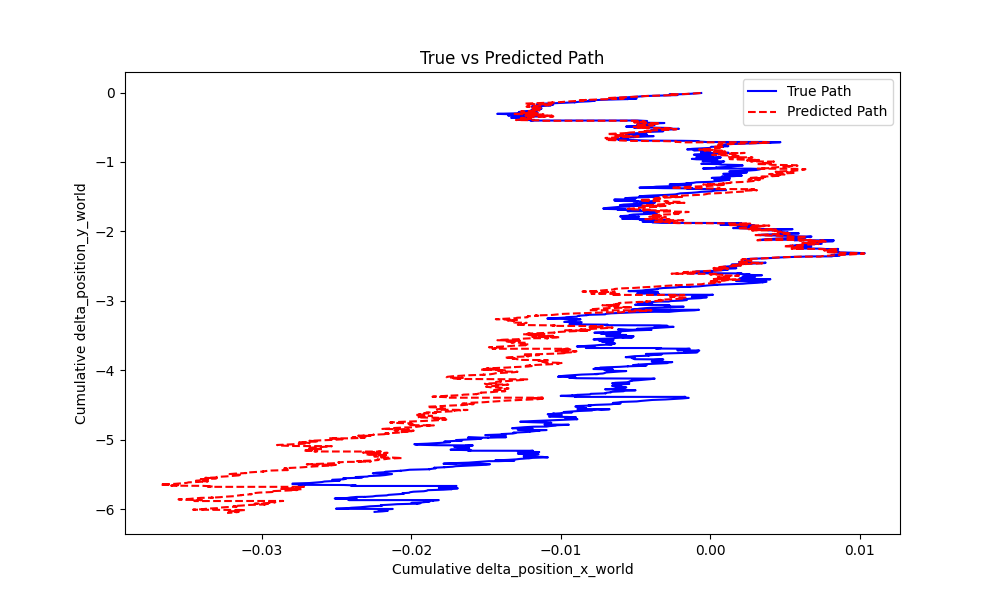 True vs Predicted Path
True Path
Predicted Path
Cumulative delta_position_y_world
0
−1
−2
−3
−4
−5
−6
−0.03
−0.02
−0.01
0.00
0.01
Cumulative delta_position_x_world